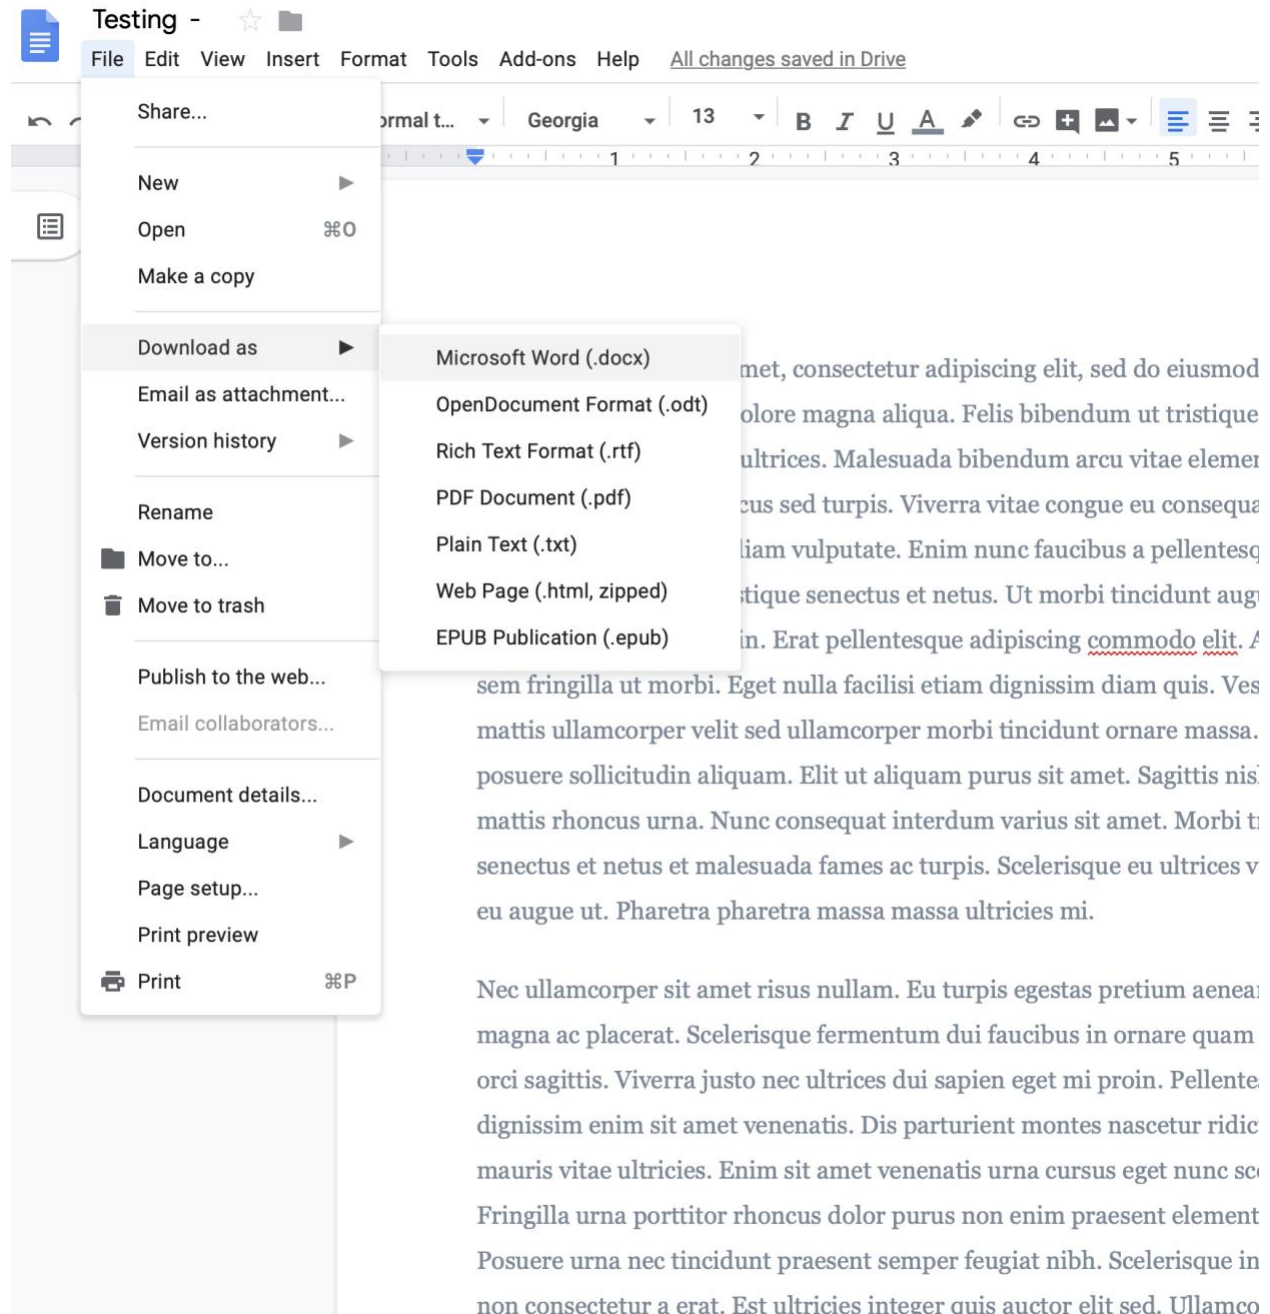 Testing -
File Edit View Insert Format Tools Add-ons Help All changes saved in Drive
Georgia 13 B I U A
1 2 3 4 5
Share...
New
Open ⌘O
Make a copy
Download as
Email as attachment...
Version history
Rename
Move to...
Move to trash
Publish to the web...
Email collaborators...
Document details...
Language
Page setup...
Print preview
Print ⌘P
Microsoft Word (.docx)
OpenDocument Format (.odt)
Rich Text Format (.rtf)
PDF Document (.pdf)
Plain Text (.txt)
Web Page (.html, zipped)
EPUB Publication (.epub)
met, consectetur adipiscing elit, sed do eiusmod
olore magna aliqua. Felis bibendum ut tristique
ultrices. Malesuada bibendum arcu vitae
cus sed turpis. Viverra vitae congue eu
liam vulputate. Enim nunc faucibus a
stique senectus et netus. Ut morbi tincidunt
in. Erat pellentesque adipiscing commodo elit.
sem fringilla ut morbi. Eget nulla facilisi etiam dignissim diam quis.
mattis ullamcorper velit sed ullamcorper morbi tincidunt ornare massa.
posuere sollicitudin aliquam. Elit ut aliquam purus sit amet. Sagittis
mattis rhoncus urna. Nunc consequat interdum varius sit amet. Morbi
senectus et netus et malesuada fames ac turpis. Scelerisque eu ultrices
eu augue ut. Pharetra pharetra massa massa ultricies mi.
Nec ullamcorper sit amet risus nullam. Eu turpis egestas pretium
magna ac placerat. Scelerisque fermentum dui faucibus in ornare quam
orci sagittis. Viverra justo nec ultrices dui sapien eget mi proin.
dignissim enim sit amet venenatis. Dis parturient montes nascetur
mauris vitae ultricies. Enim sit amet venenatis urna cursus eget nunc
Fringilla urna porttitor rhoncus dolor purus non enim praesent
Posuere urna nec tincidunt praesent semper feugiat nibh. Scelerisque in
non consectetur a erat. Est ultricies integer quis auctor elit sed.